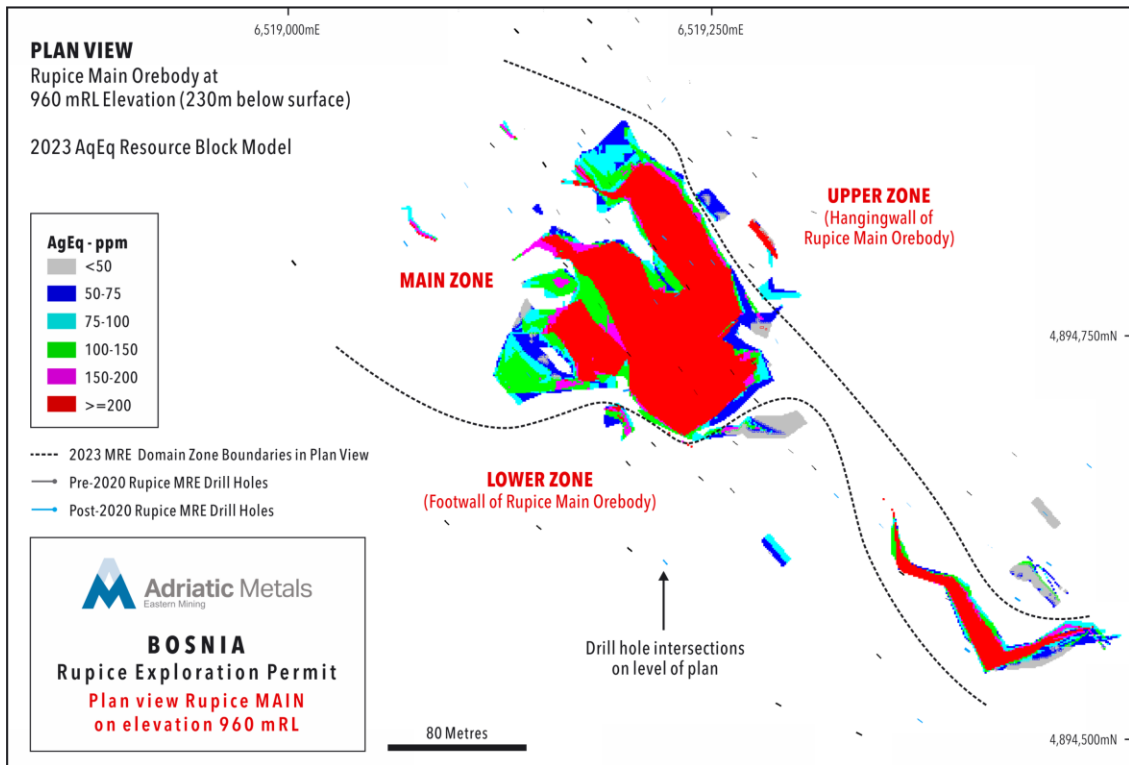 6,519,000mE
6,519,250mE
PLAN VIEW
Rupice Main Orebody at
960 mRL Elevation (230m below surface)
2023 AqEq Resource Block Model
UPPER ZONE
(Hangingwall of
Rupice Main Orebody)
AgEq - ppm
<50
50-75
75-100
100-150
150-200
>=200
MAIN ZONE
4,894,750mN
2023 MRE Domain Zone Boundaries in Plan View
Pre-2020 Rupice MRE Drill Holes
Post-2020 Rupice MRE Drill Holes
LOWER ZONE
(Footwall of Rupice Main Orebody)
Adriatic Metals
Eastern Mining
BOSNIA
Rupice Exploration Permit
Plan view Rupice MAIN
on elevation 960 mRL
Drill hole intersections
on level of plan
80 Metres
4,894,500mN